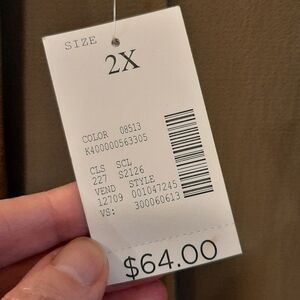 SIZE
2X
COLOR 08513
K400000563305
CLS SCL
227 S2126
VEND STYLE
12709 001047245
VS: 300060613
$64.00